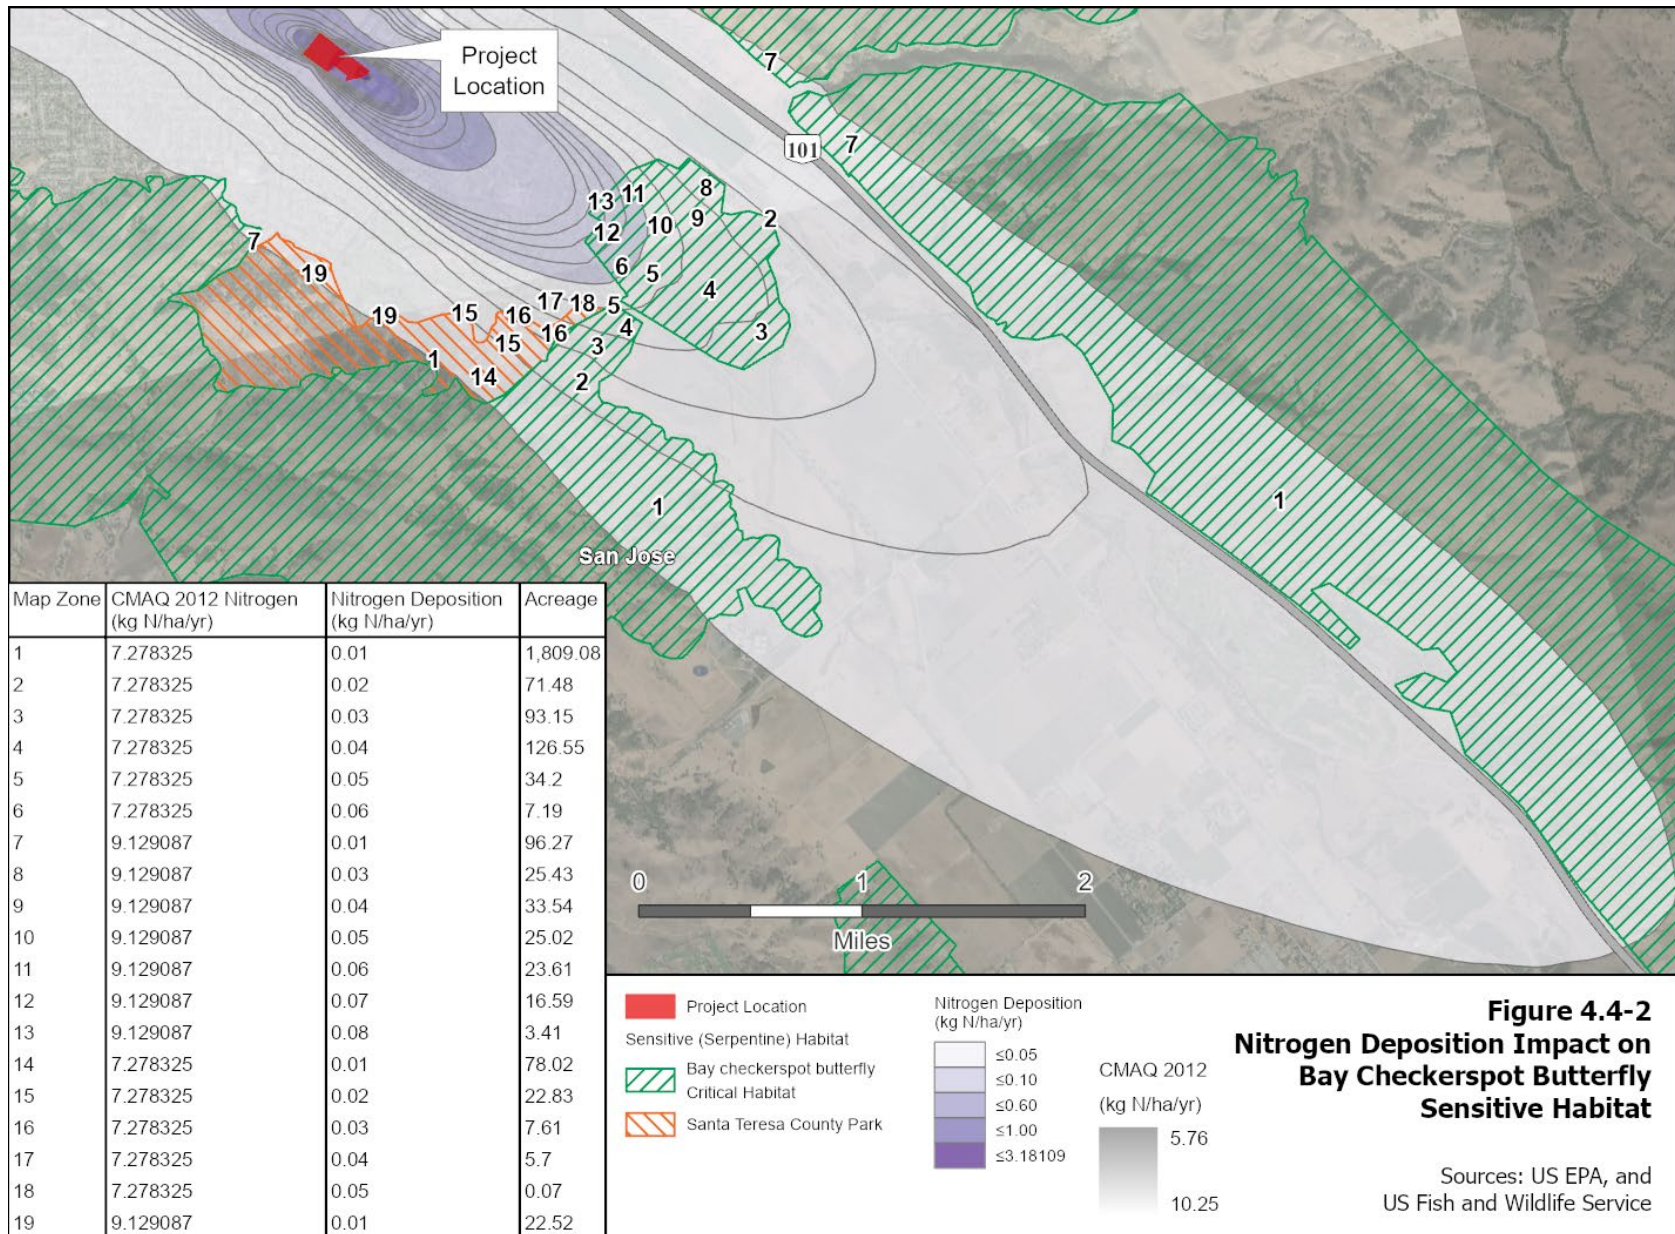 Project
Location
7
101
7
8
11
13
2
9
10
12
7
6
5
19
4
17
18
5
19
15
16
4
3
16
15
3
1
14
2
1
1
San Jose
Map Zone CMAQ 2012 Nitrogen (kg N/ha/yr) Nitrogen Deposition (kg N/ha/yr) Acreage
1 7.278325 0.01 1,809.08
2 7.278325 0.02 71.48
3 7.278325 0.03 93.15
4 7.278325 0.04 126.55
5 7.278325 0.05 34.2
6 7.278325 0.06 7.19
7 9.129087 0.01 96.27
8 9.129087 0.03 25.43
9 9.129087 0.04 33.54
10 9.129087 0.05 25.02
11 9.129087 0.06 23.61
12 9.129087 0.07 16.59
13 9.129087 0.08 3.41
14 7.278325 0.01 78.02
15 7.278325 0.02 22.83
16 7.278325 0.03 7.61
17 7.278325 0.04 5.7
18 7.278325 0.05 0.07
19 9.129087 0.01 22.52
0 1 2
Miles
Project Location
Sensitive (Serpentine) Habitat
Bay checkerspot butterfly
Critical Habitat
Santa Teresa County Park
Nitrogen Deposition
(kg N/ha/yr)
≤0.05
≤0.10
≤0.60
≤1.00
≤3.18109
CMAQ 2012
(kg N/ha/yr)
5.76
10.25
Figure 4.4-2
Nitrogen Deposition Impact on
Bay Checkerspot Butterfly
Sensitive Habitat
Sources: US EPA, and
US Fish and Wildlife Service